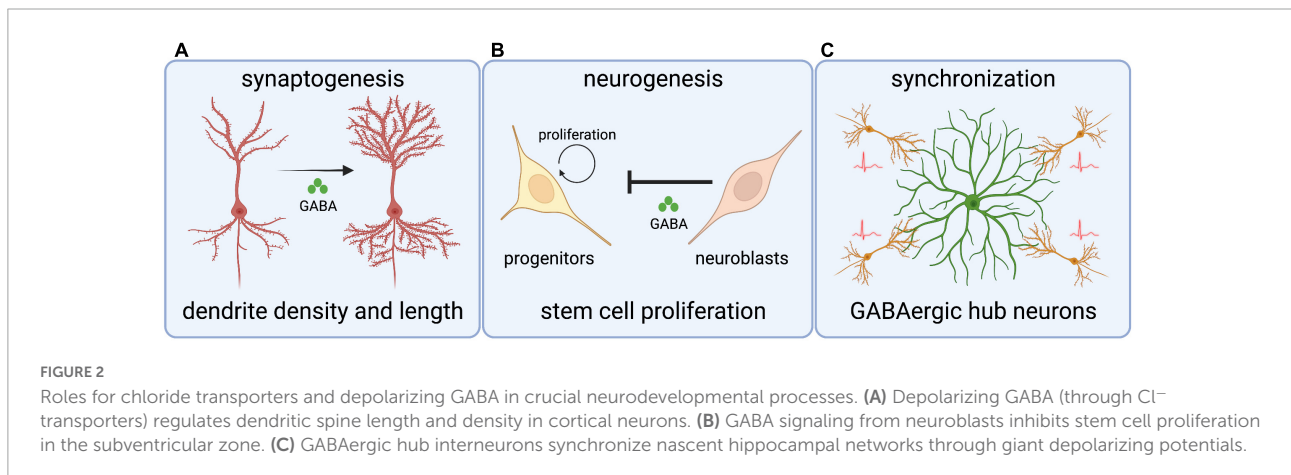 A
synaptogenesis
GABA
dendrite density and length
B
neurogenesis
proliferation
GABA
progenitors
neuroblasts
stem cell proliferation
C
synchronization
GABAergic hub neurons
FIGURE 2
Roles for chloride transporters and depolarizing GABA in crucial neurodevelopmental processes. (A) Depolarizing GABA (through Cl−
transporters) regulates dendritic spine length and density in cortical neurons. (B) GABA signaling from neuroblasts inhibits stem cell proliferation
in the subventricular zone. (C) GABAergic hub interneurons synchronize nascent hippocampal networks through giant depolarizing potentials.